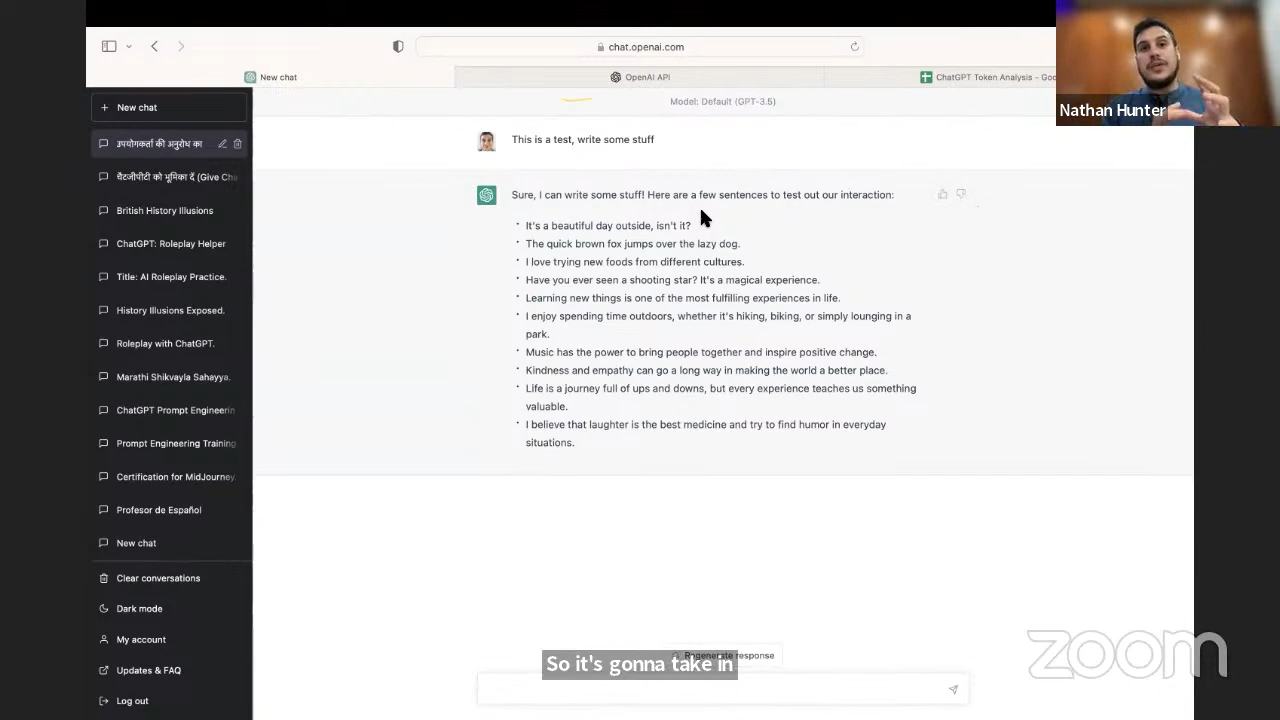 chat.openai.com
New chat
OpenAI API
ChatGPT Token Analysis - Goo
Nathan Hunter
+ New chat
Model: Default (GPT-3.5)
उपयोगकर्ता की अनुरोध का
This is a test, write some stuff
चैटजीपीटी को भूमिका दें (Give Cha
Sure, I can write some stuff! Here are a few sentences to test out our interaction:
British History Illusions
• It's a beautiful day outside, isn't it?
ChatGPT: Roleplay Helper
• The quick brown fox jumps over the lazy dog.
• I love trying new foods from different cultures.
Title: AI Roleplay Practice.
• Have you ever seen a shooting star? It's a magical experience.
• Learning new things is one of the most fulfilling experiences in life.
History Illusions Exposed.
• I enjoy spending time outdoors, whether it's hiking, biking, or simply lounging in a
park.
Roleplay with ChatGPT.
• Music has the power to bring people together and inspire positive change.
• Kindness and empathy can go a long way in making the world a better place.
Marathi Shikvayla Sahayya.
• Life is a journey full of ups and downs, but every experience teaches us something
valuable.
ChatGPT Prompt Engineerin
• I believe that laughter is the best medicine and try to find humor in everyday
situations.
Prompt Engineering Training
Certification for MidJourney.
Profesor de Español
New chat
Clear conversations
Dark mode
My account
Updates & FAQ
Log out
Regenerate response
So it's gonna take in
zoom